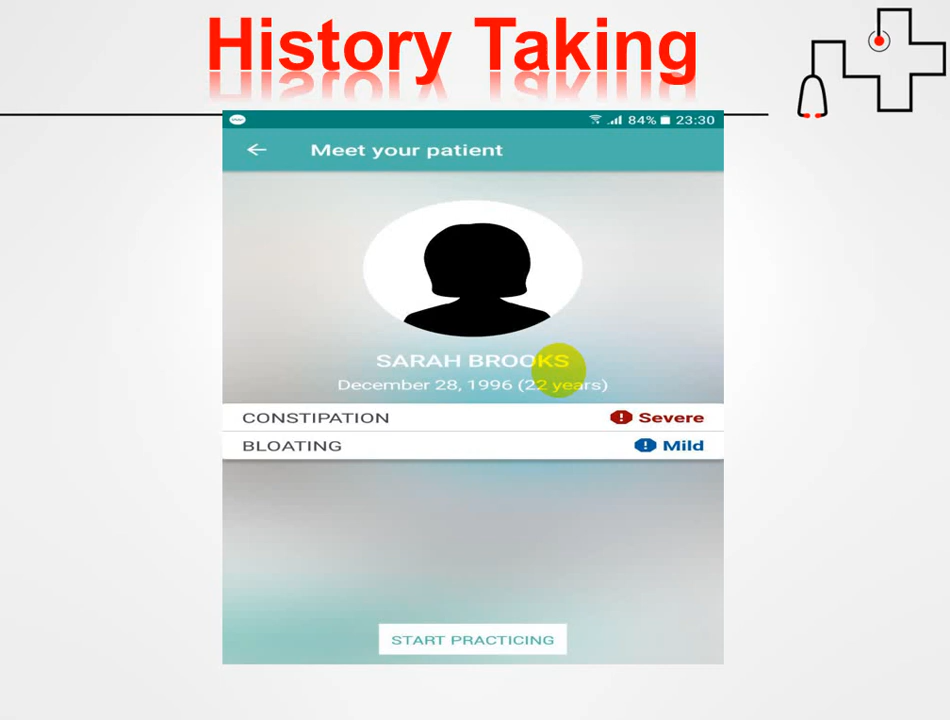 History Taking
84% 23:30
Meet your patient
SARAH BROOKS
December 28, 1996 (22 years)
CONSTIPATION Severe
BLOATING Mild
START PRACTICING